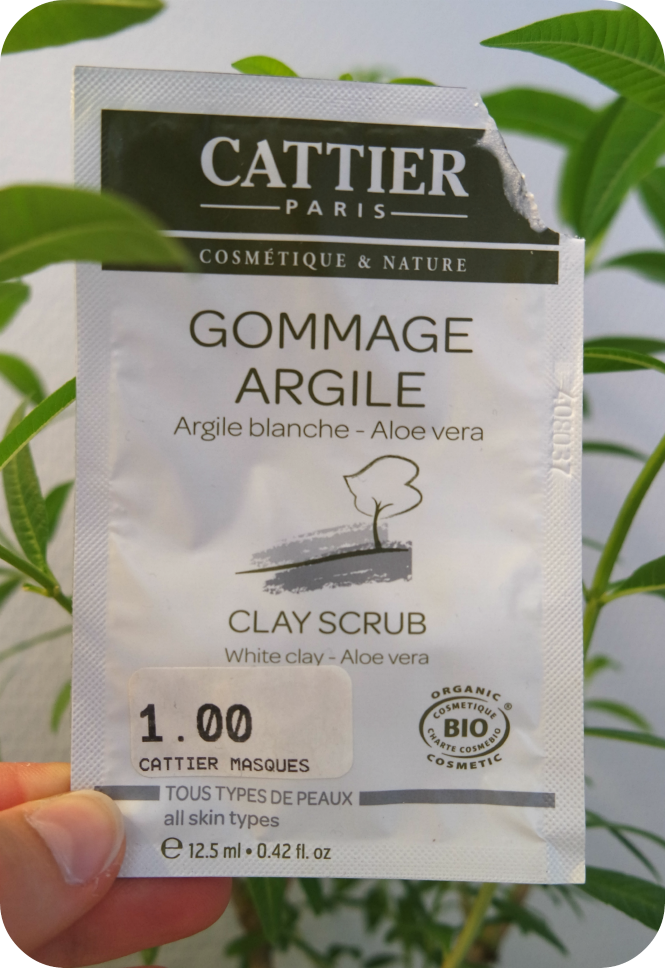 CATTIER
PARIS
COSMÉTIQUE & NATURE
GOMMAGE
ARGILE
Argile blanche - Aloe vera
408037
CLAY SCRUB
White clay - Aloe vera
1.00
CATTIER MASQUES
ORGANIC
COSMETIQUE
BIO
CHARTE COSMEBIO
COSMETIC
®
TOUS TYPES DE PEAUX
all skin types
℮ 12.5 ml • 0.42 fl. oz